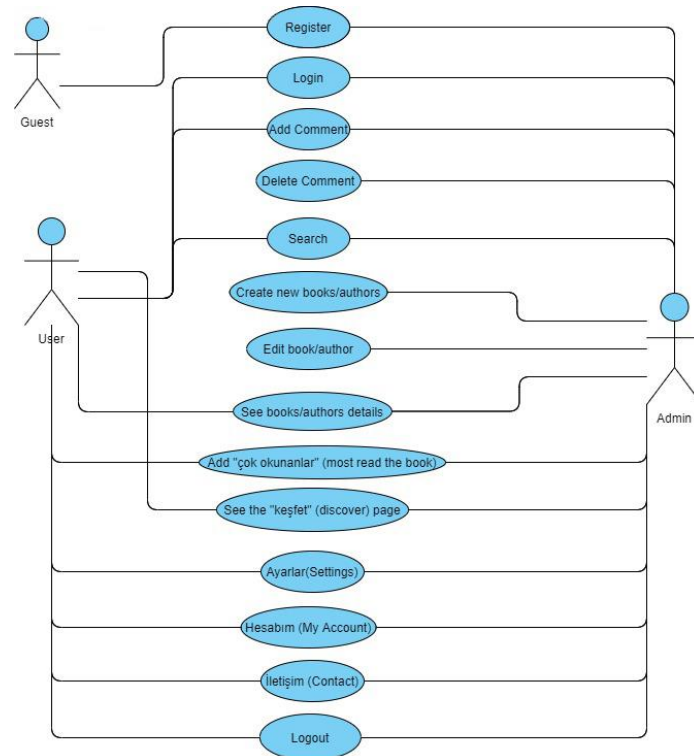 Register
Login
Guest
Add Comment
Delete Comment
Search
Create new books/authors
User
Edit book/author
See books/authors details
Admin
Add "çok okunanlar" (most read the book)
See the "keşfet" (discover) page
Ayarlar(Settings)
Hesabım (My Account)
İletişim (Contact)
Logout